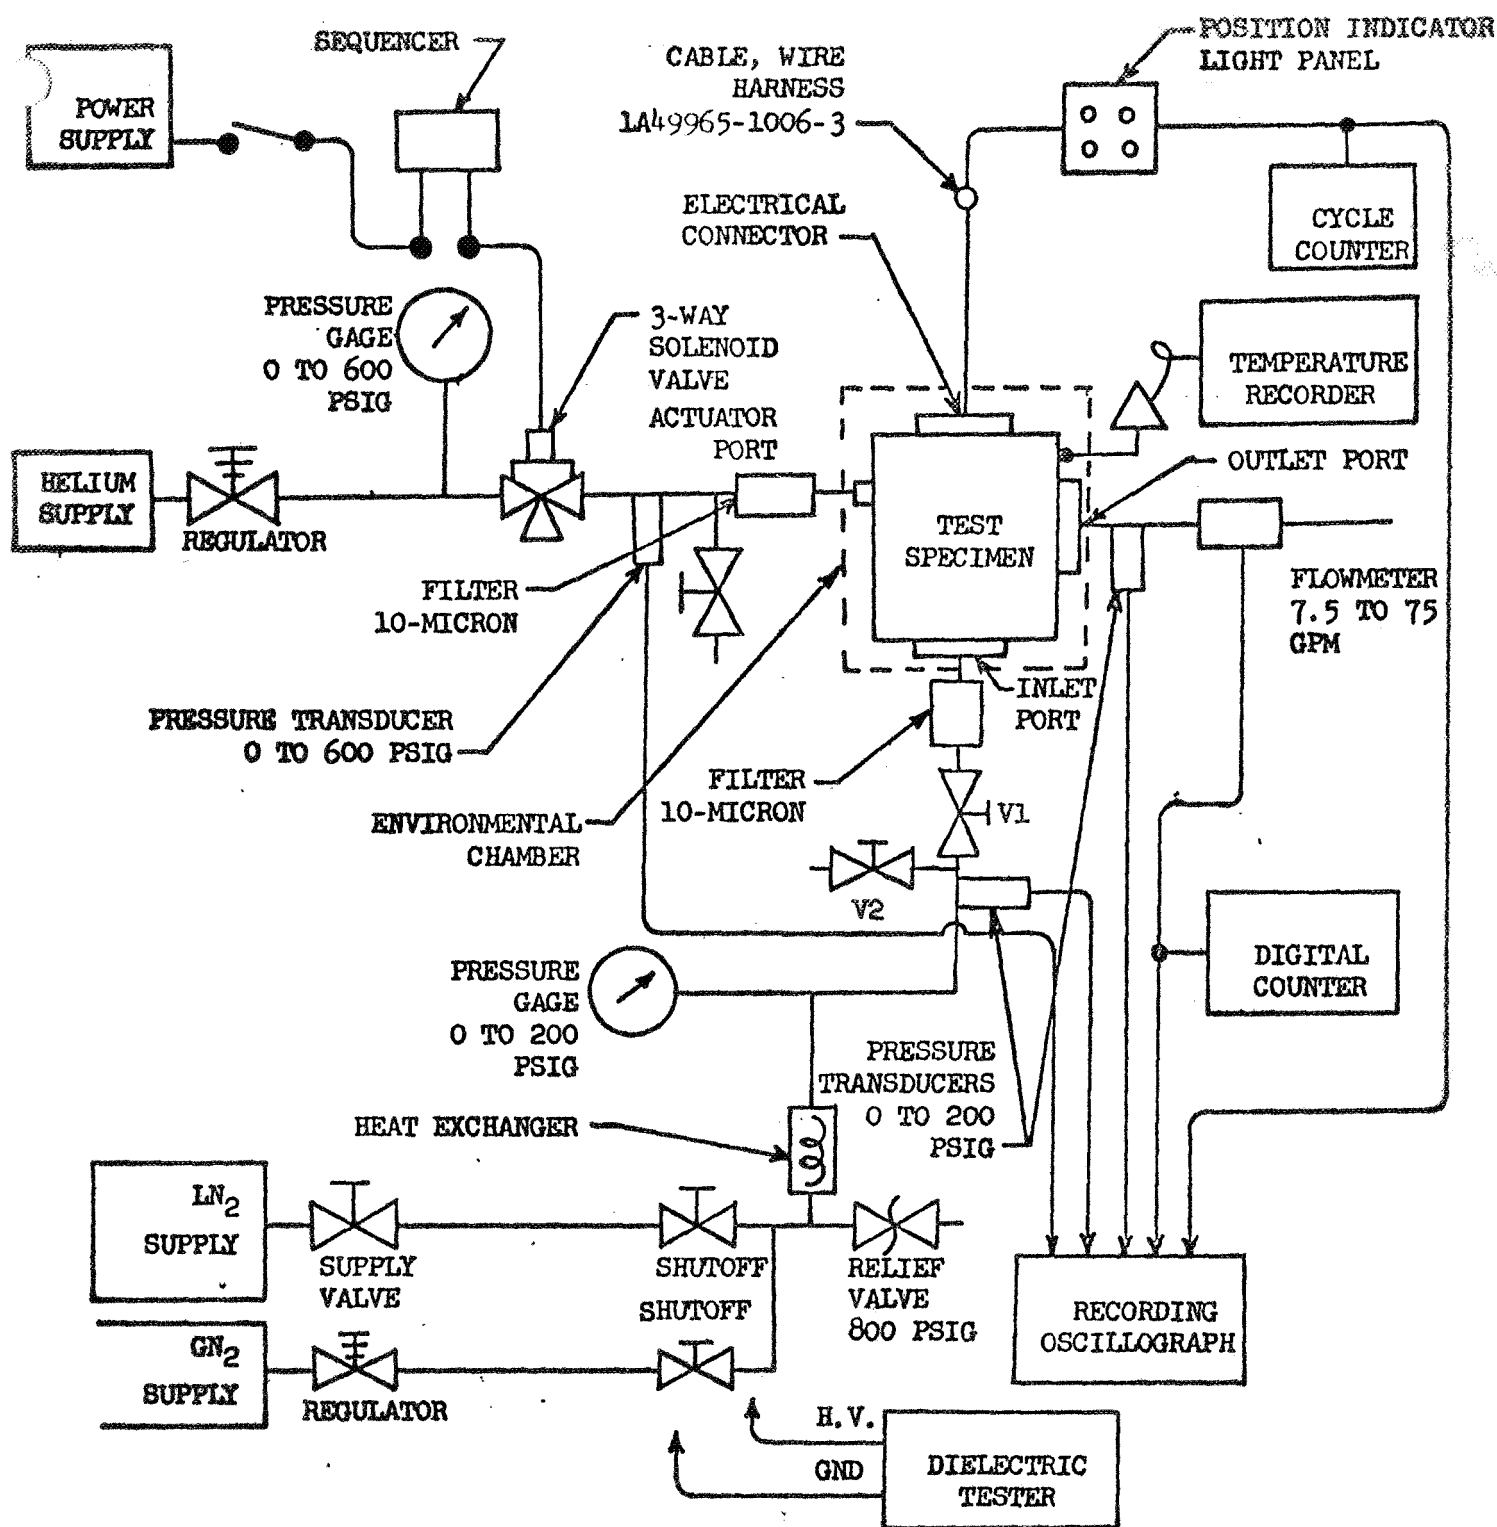 SEQUENCER
POSITION INDICATOR
LIGHT PANEL
CABLE, WIRE
HARNESS
1A49965-1006-3
POWER
SUPPLY
ELECTRICAL
CONNECTOR
CYCLE
COUNTER
PRESSURE
GAGE
0 TO 600
PSIG
3-WAY
SOLENOID
VALVE
ACTUATOR
PORT
TEMPERATURE
RECORDER
OUTLET PORT
HELIUM
SUPPLY
REGULATOR
TEST
SPECIMEN
FILTER
10-MICRON
FLOWMETER
7.5 TO 75
GPM
INLET
PORT
PRESSURE TRANSDUCER
0 TO 600 PSIG
FILTER
10-MICRON
V1
ENVIRONMENTAL
CHAMBER
V2
DIGITAL
COUNTER
PRESSURE
GAGE
0 TO 200
PSIG
PRESSURE
TRANSDUCERS
0 TO 200
PSIG
HEAT EXCHANGER
LN2
SUPPLY
SUPPLY
VALVE
SHUTOFF
RELIEF
VALVE
800 PSIG
SHUTOFF
RECORDING
OSCILLOGRAPH
GN2
SUPPLY
REGULATOR
H.V.
GND
DIELECTRIC
TESTER